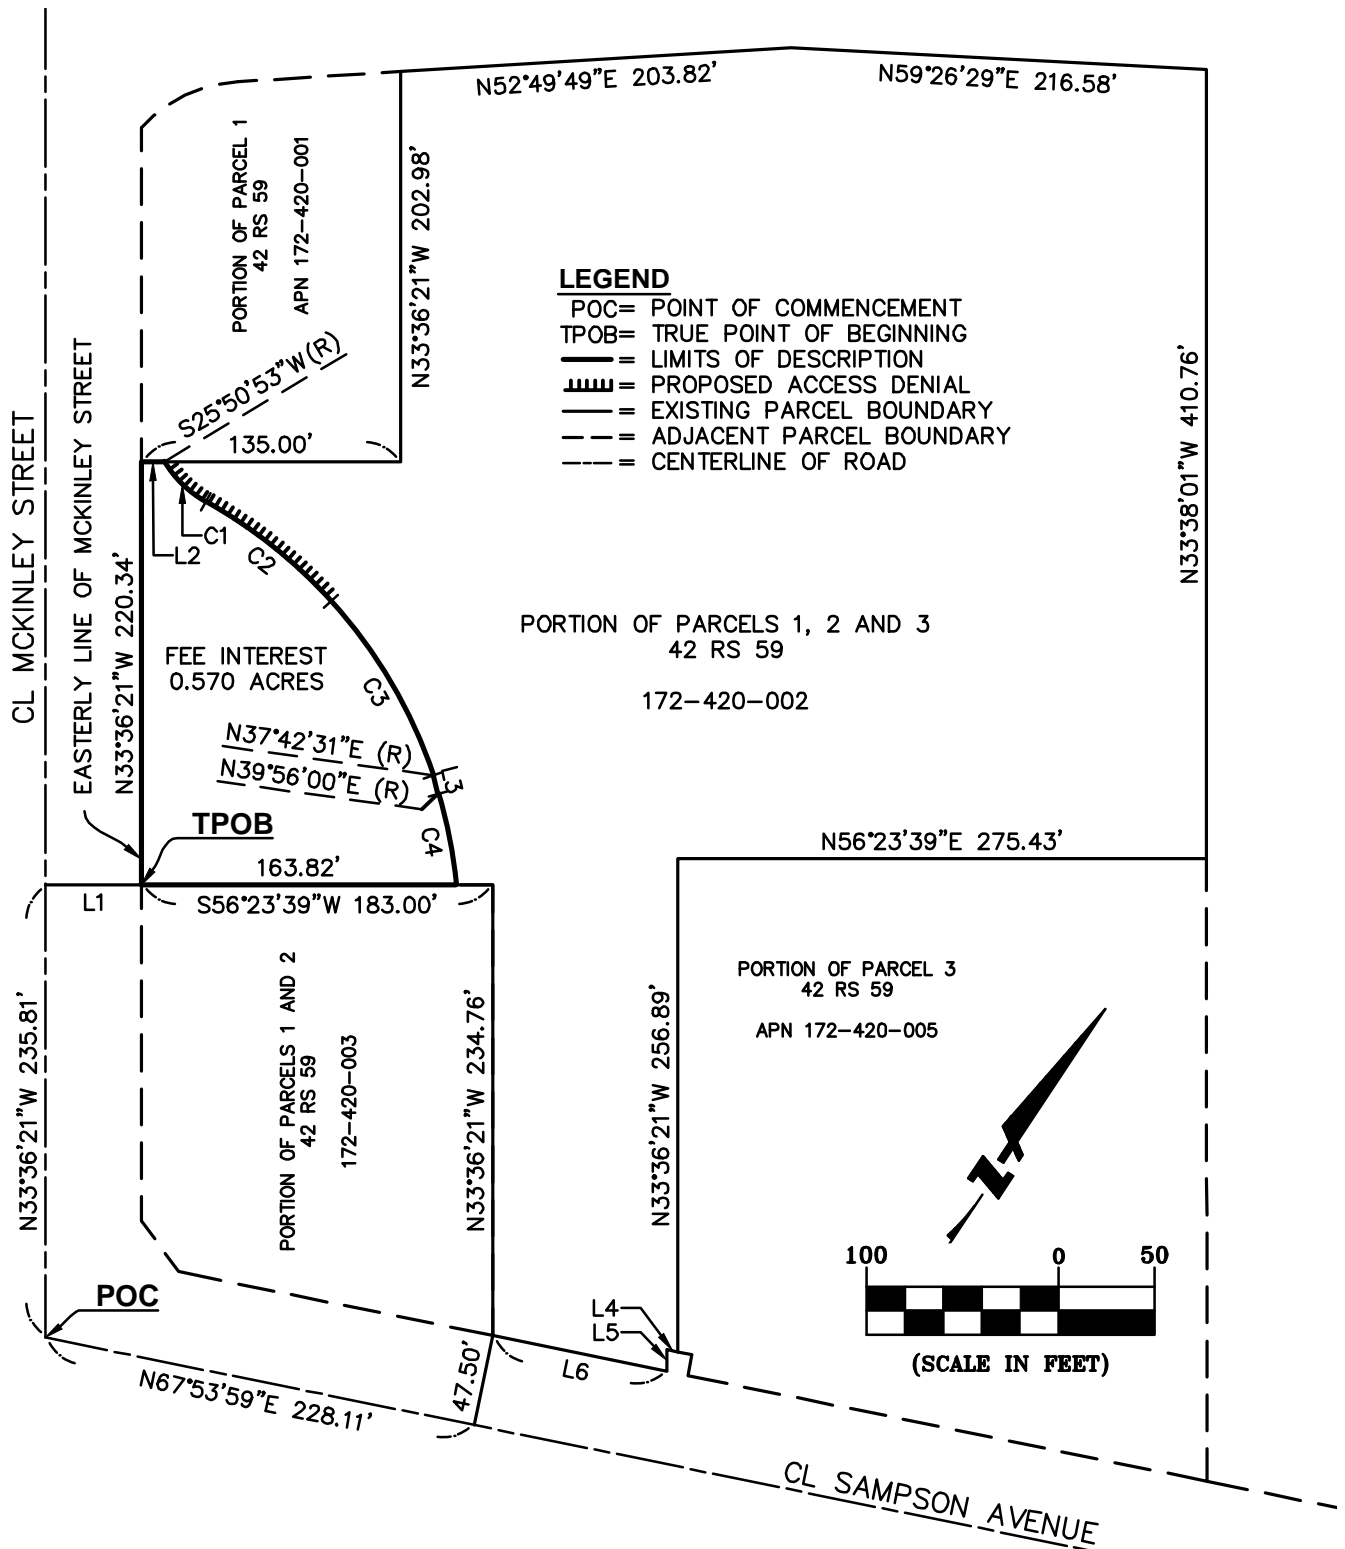 N52°49'49"E 203.82'
N59°26'29"E 216.58'
PORTION OF PARCEL 1
42 RS 59
APN 172-420-001
N33°36'21"W 202.98'
S25°50'53"W(R)
135.00'
LEGEND
POC= POINT OF COMMENCEMENT
TPOB= TRUE POINT OF BEGINNING
= LIMITS OF DESCRIPTION
= PROPOSED ACCESS DENIAL
= EXISTING PARCEL BOUNDARY
= ADJACENT PARCEL BOUNDARY
= CENTERLINE OF ROAD
N33°38'01"W 410.76'
CL MCKINLEY STREET
EASTERLY LINE OF MCKINLEY STREET
N33°36'21"W 220.34'
C1
L2
C2
FEE INTEREST
0.570 ACRES
C3
PORTION OF PARCELS 1, 2 AND 3
42 RS 59
172-420-002
N37°42'31"E (R)
N39°56'00"E (R)
L3
C4
TPOB
163.82'
L1
S56°23'39"W 183.00'
N56°23'39"E 275.43'
N33°36'21"W 235.81'
PORTION OF PARCELS 1 AND 2
42 RS 59
172-420-003
N33°36'21"W 234.76'
N33°36'21"W 256.89'
PORTION OF PARCEL 3
42 RS 59
APN 172-420-005
N
100 0 50
(SCALE IN FEET)
POC
L4
L5
L6
47.50'
N67°53'59"E 228.11'
CL SAMPSON AVENUE